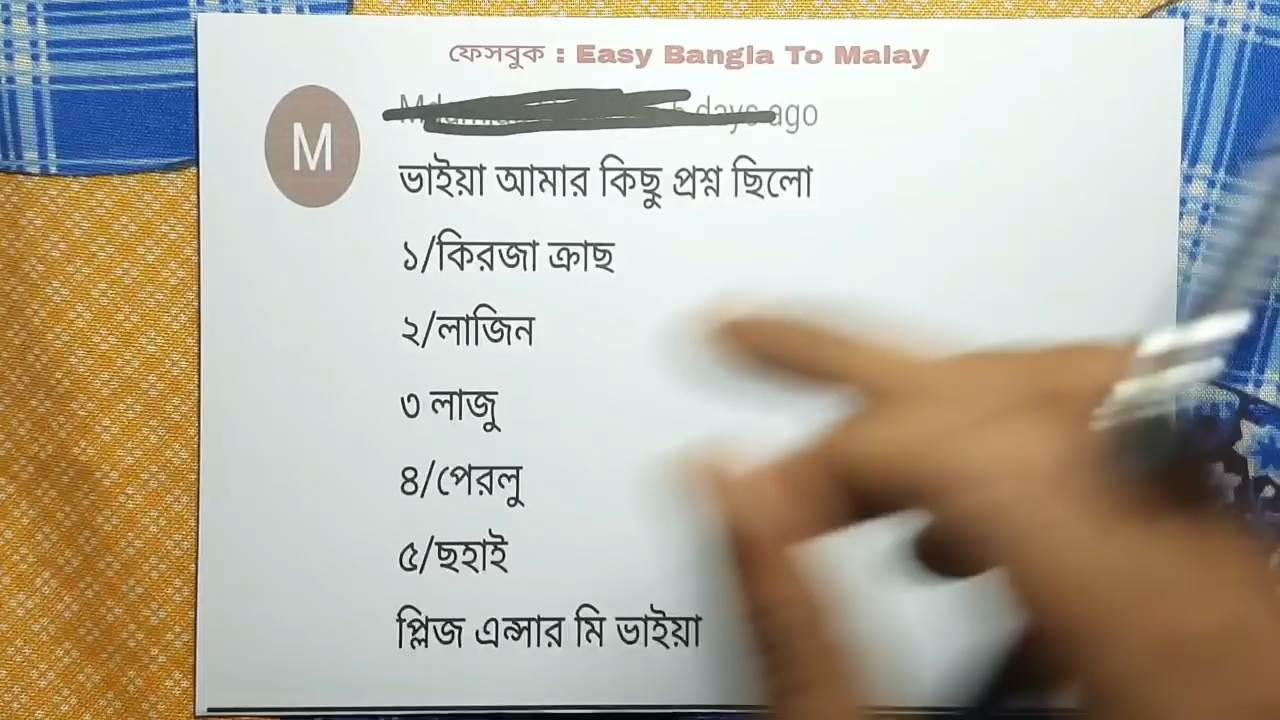 ফেসবুক : Easy Bangla To Malay
M
days ago
ভাইয়া আমার কিছু প্রশ্ন ছিলো
১/কিরজা ক্রাছ
২/লাজিন
৩ লাজু
৪/পেরলু
৫/ছহাই
প্লিজ এন্সার মি ভাইয়া